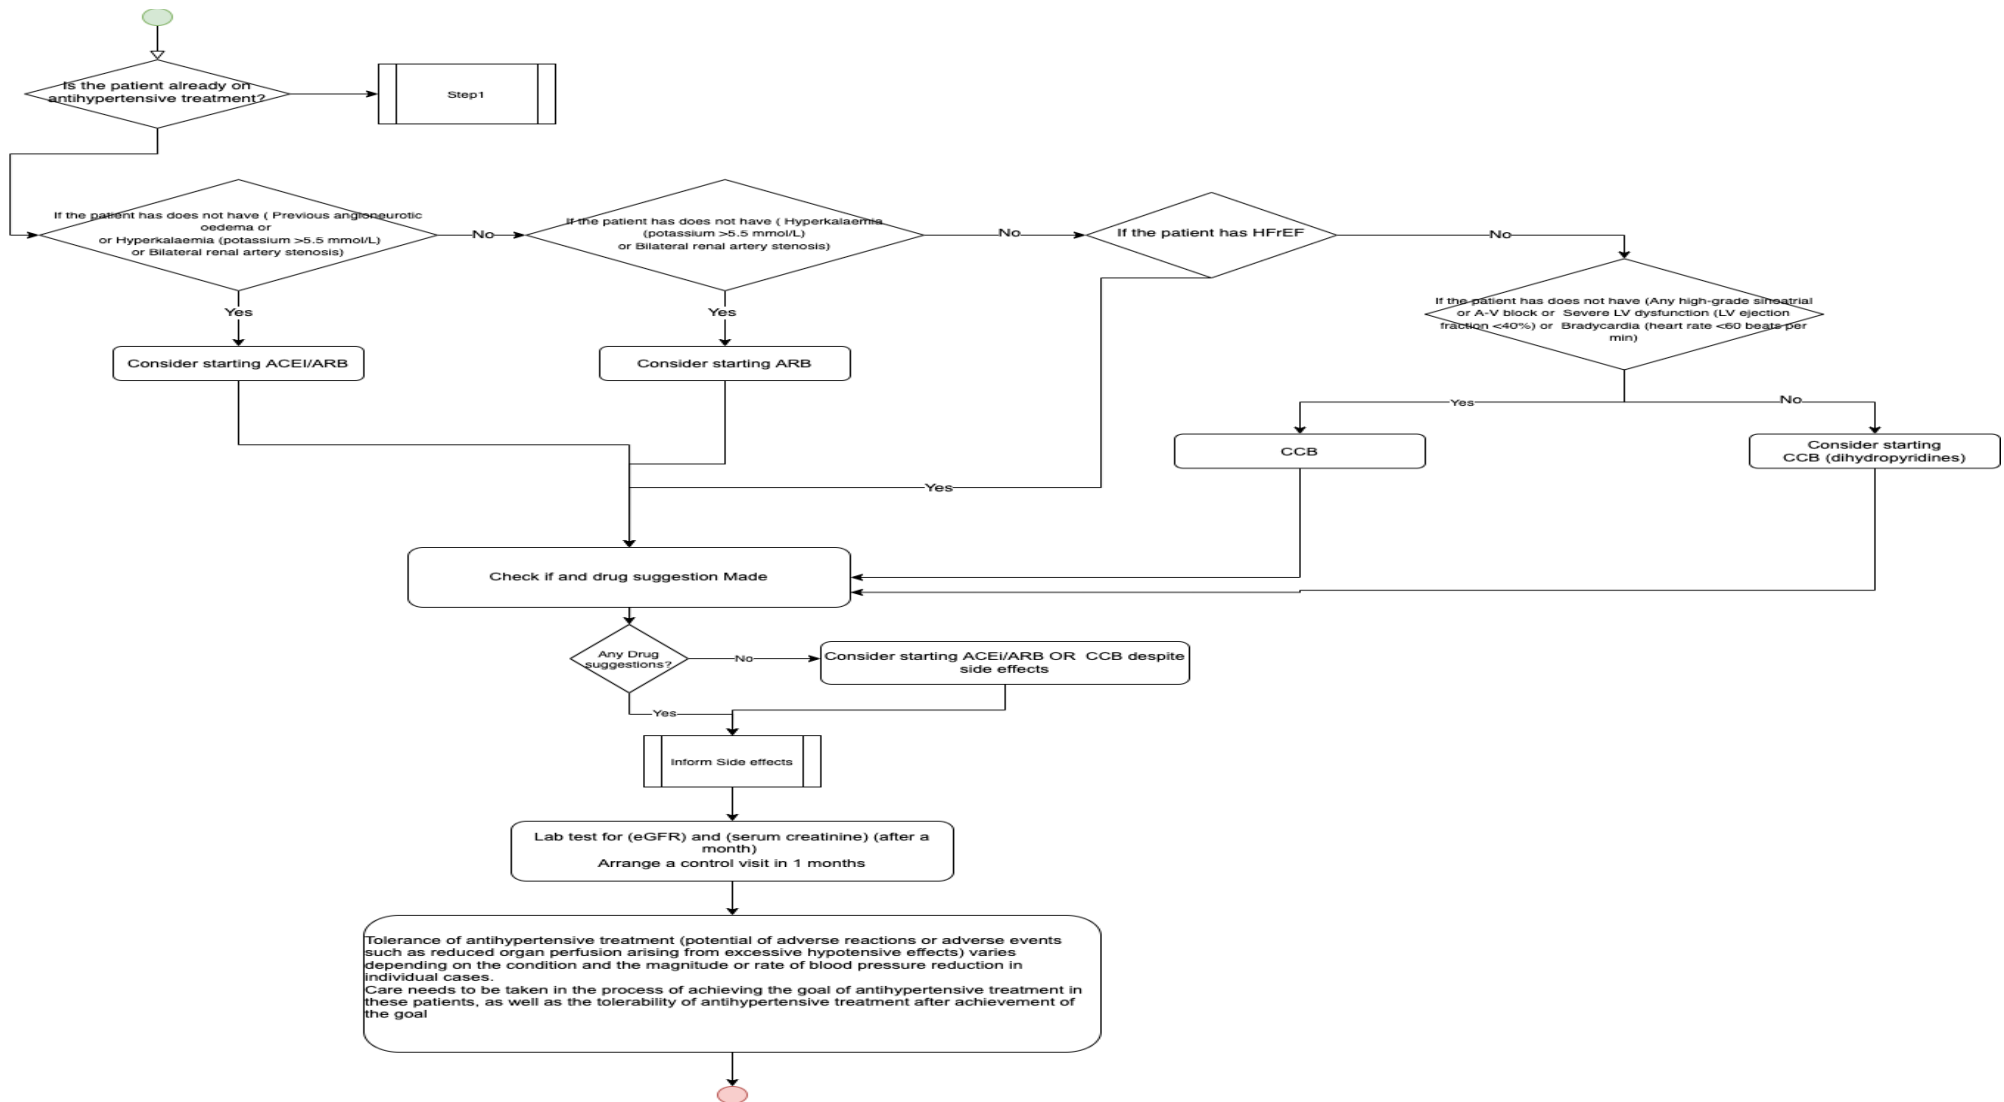 Is the patient already on
antihypertensive treatment?
Step1
If the patient has does not have ( Previous angioneurotic
oedema or
or Hyperkalaemia (potassium >5.5 mmol/L)
or Bilateral renal artery stenosis)
No
If the patient has does not have ( Hyperkalaemia
(potassium >5.5 mmol/L)
or Bilateral renal artery stenosis)
No
If the patient has HFrEF
No
If the patient has does not have (Any high-grade sinoatrial
or A-V block or Severe LV dysfunction (LV ejection
fraction <40%) or Bradycardia (heart rate <60 beats per
min)
Yes
Yes
Consider starting ACEI/ARB
Consider starting ARB
Yes
No
CCB
Consider starting
CCB (dihydropyridines)
Yes
Check if and drug suggestion Made
Any Drug
suggestions?
No
Consider starting ACEi/ARB OR CCB despite
side effects
Yes
Inform Side effects
Lab test for (eGFR) and (serum creatinine) (after a
month)
Arrange a control visit in 1 months
Tolerance of antihypertensive treatment (potential of adverse reactions or adverse events
such as reduced organ perfusion arising from excessive hypotensive effects) varies
depending on the condition and the magnitude or rate of blood pressure reduction in
individual cases.
Care needs to be taken in the process of achieving the goal of antihypertensive treatment in
these patients, as well as the tolerability of antihypertensive treatment after achievement of
the goal